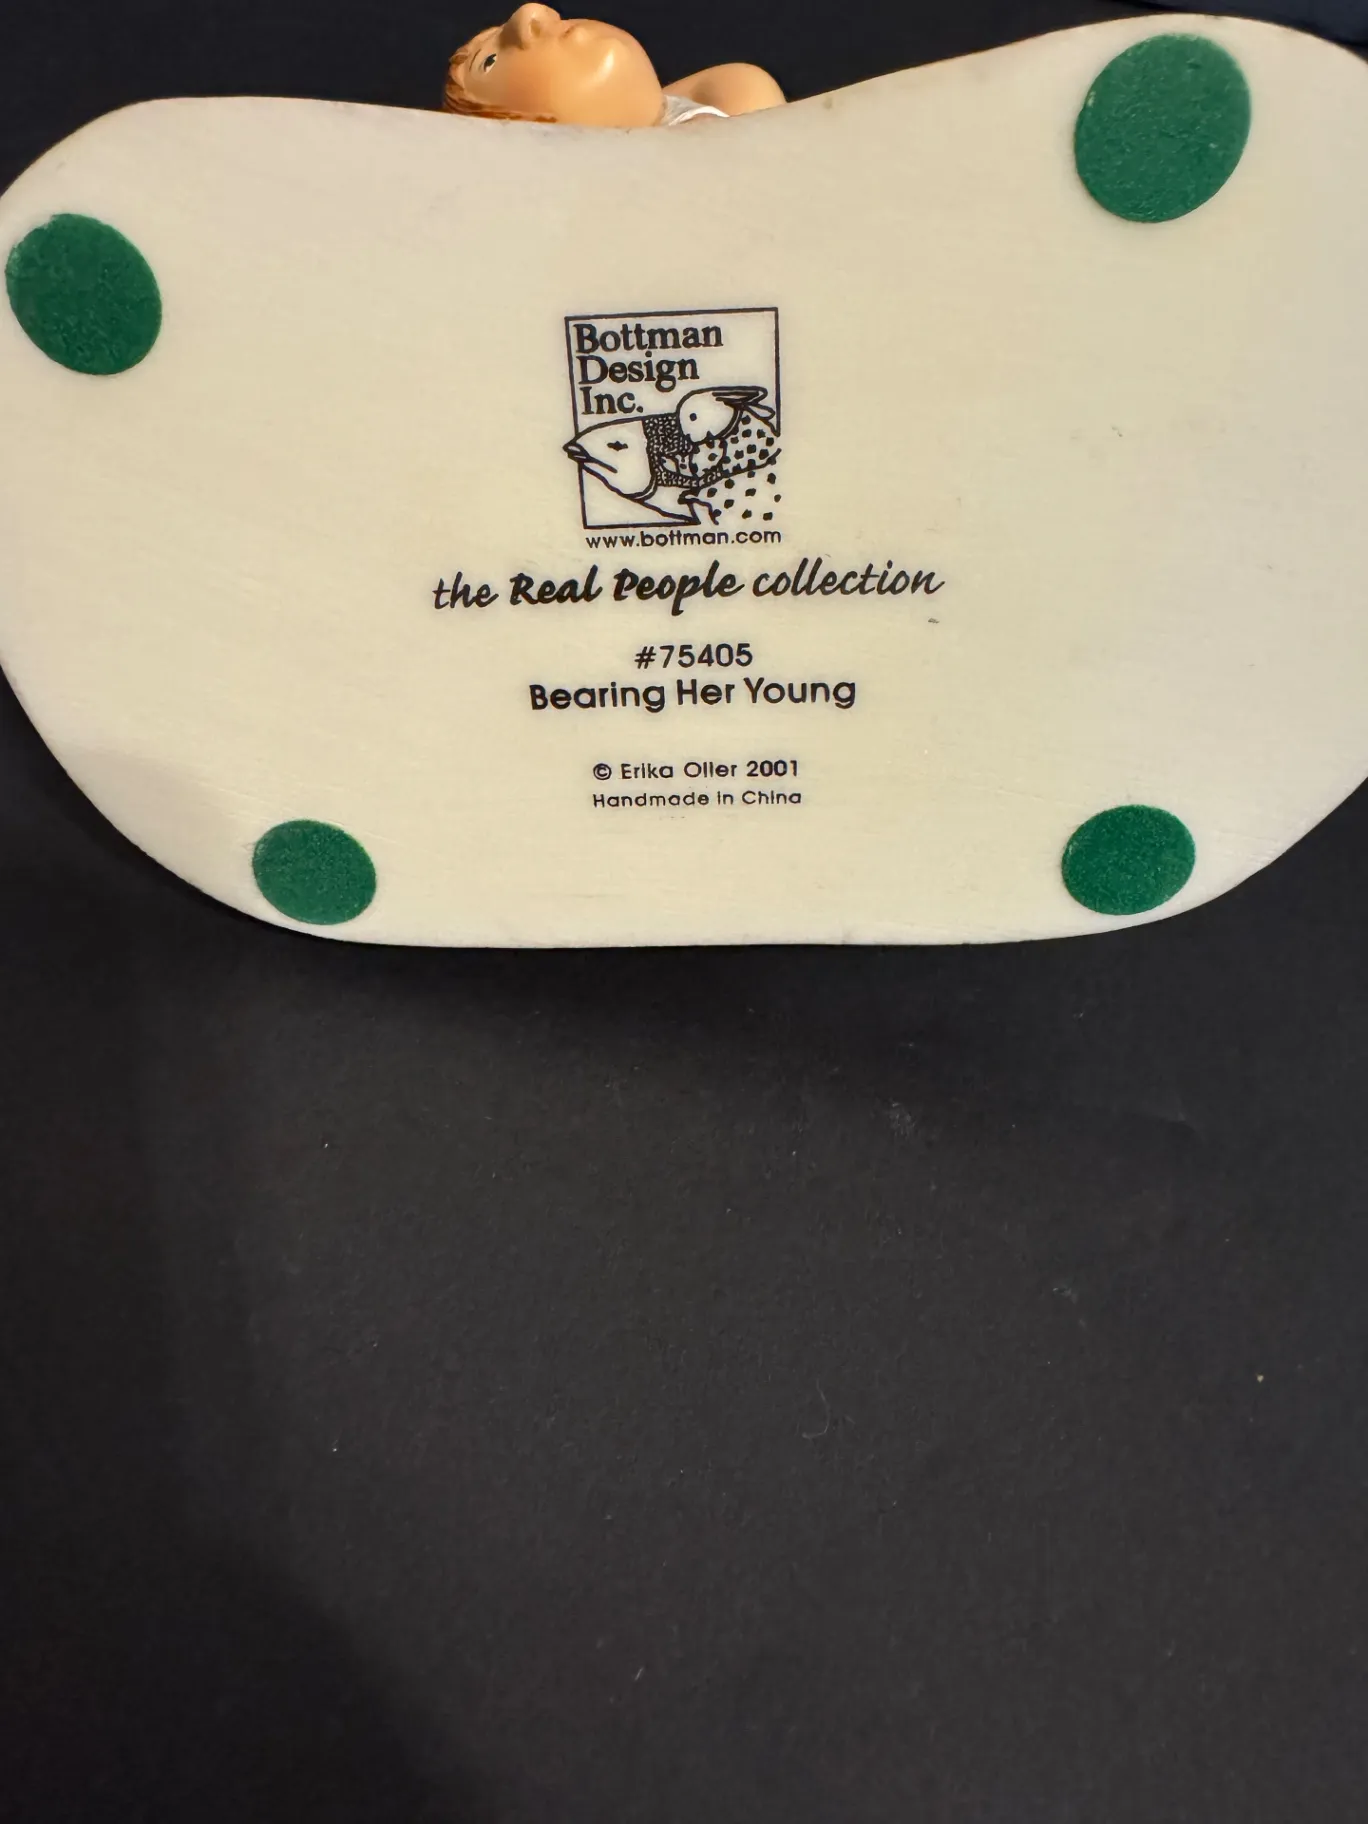 Bottman
Design
Inc.
www.bottman.com
the Real People collection
#75405
Bearing Her Young
© Erika Oller 2001
Handmade in China